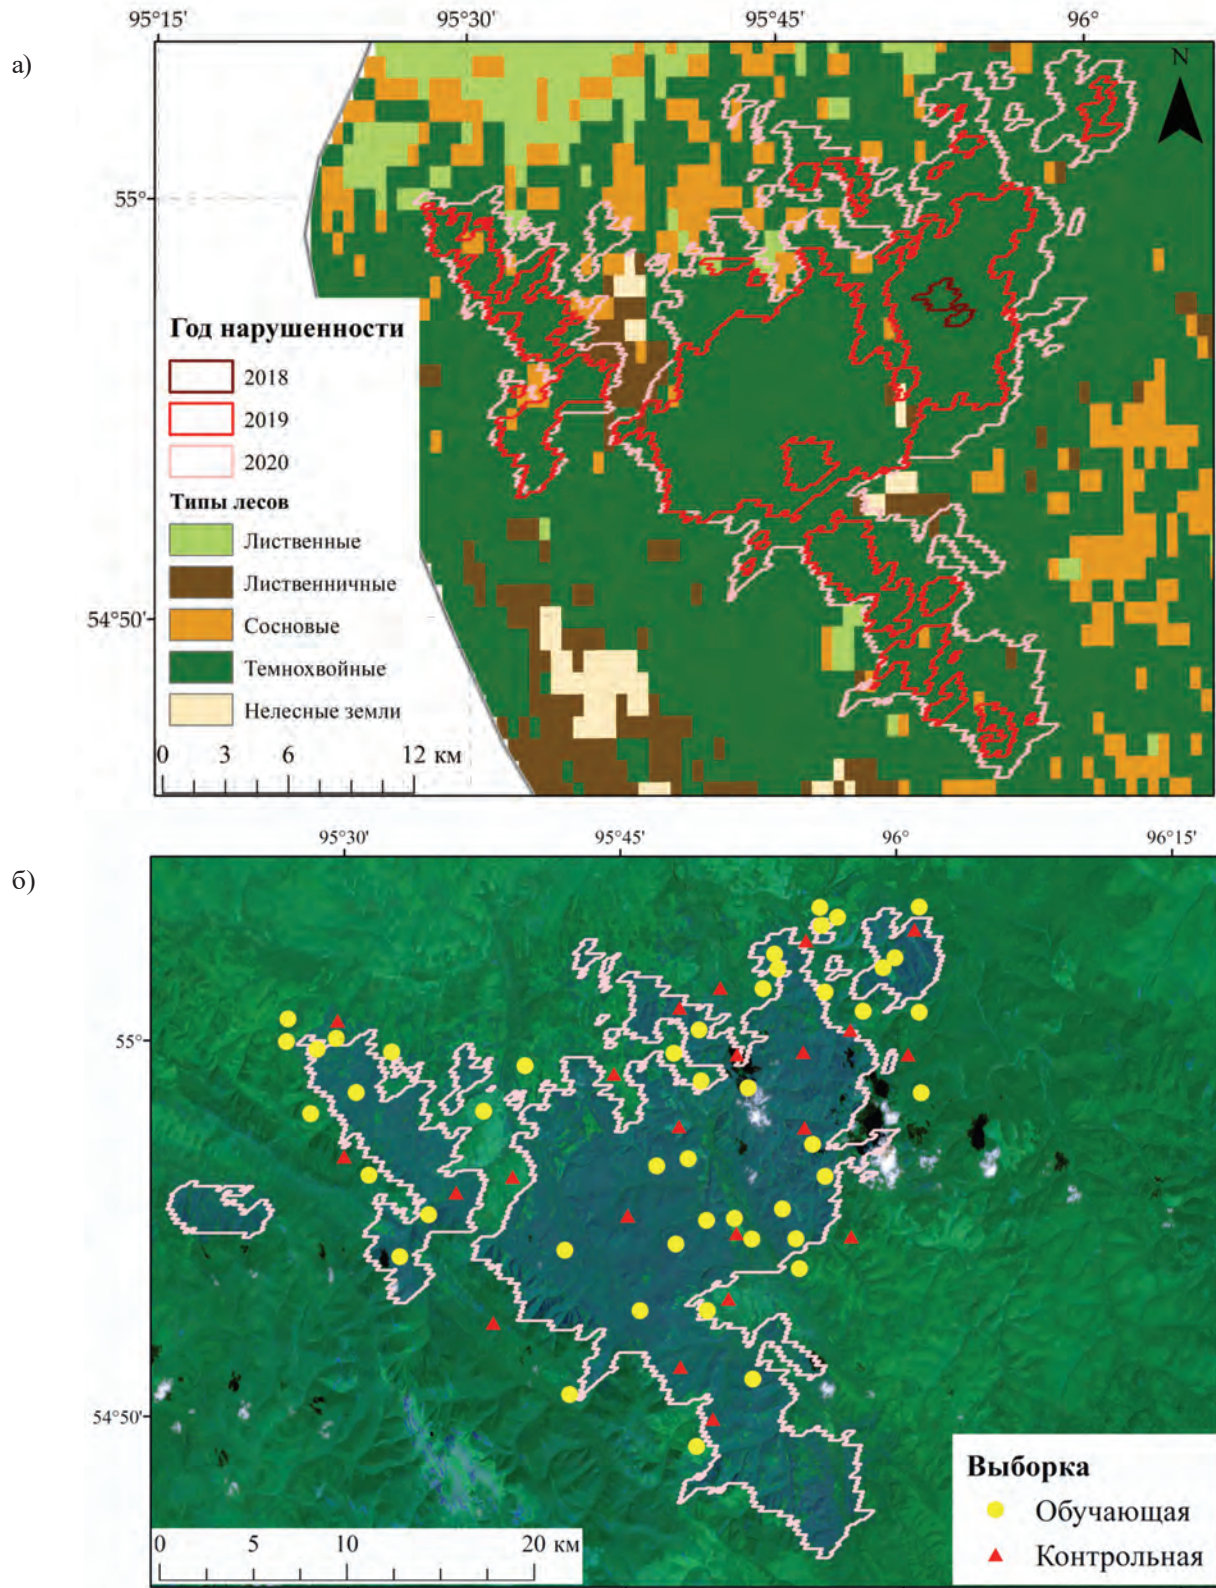 95°15' 95°30' 95°45' 96°
а)
N
55°
Год нарушенности
2018
2019
2020
Типы лесов
Лиственные
Лиственничные
Сосновые
54°50'
Темнохвойные
Нелесные земли
0 3 6 12 км
95°30' 95°45' 96° 96°15'
б)
55°
54°50'
Выборка
Обучающая
Контрольная
0 5 10 20 км